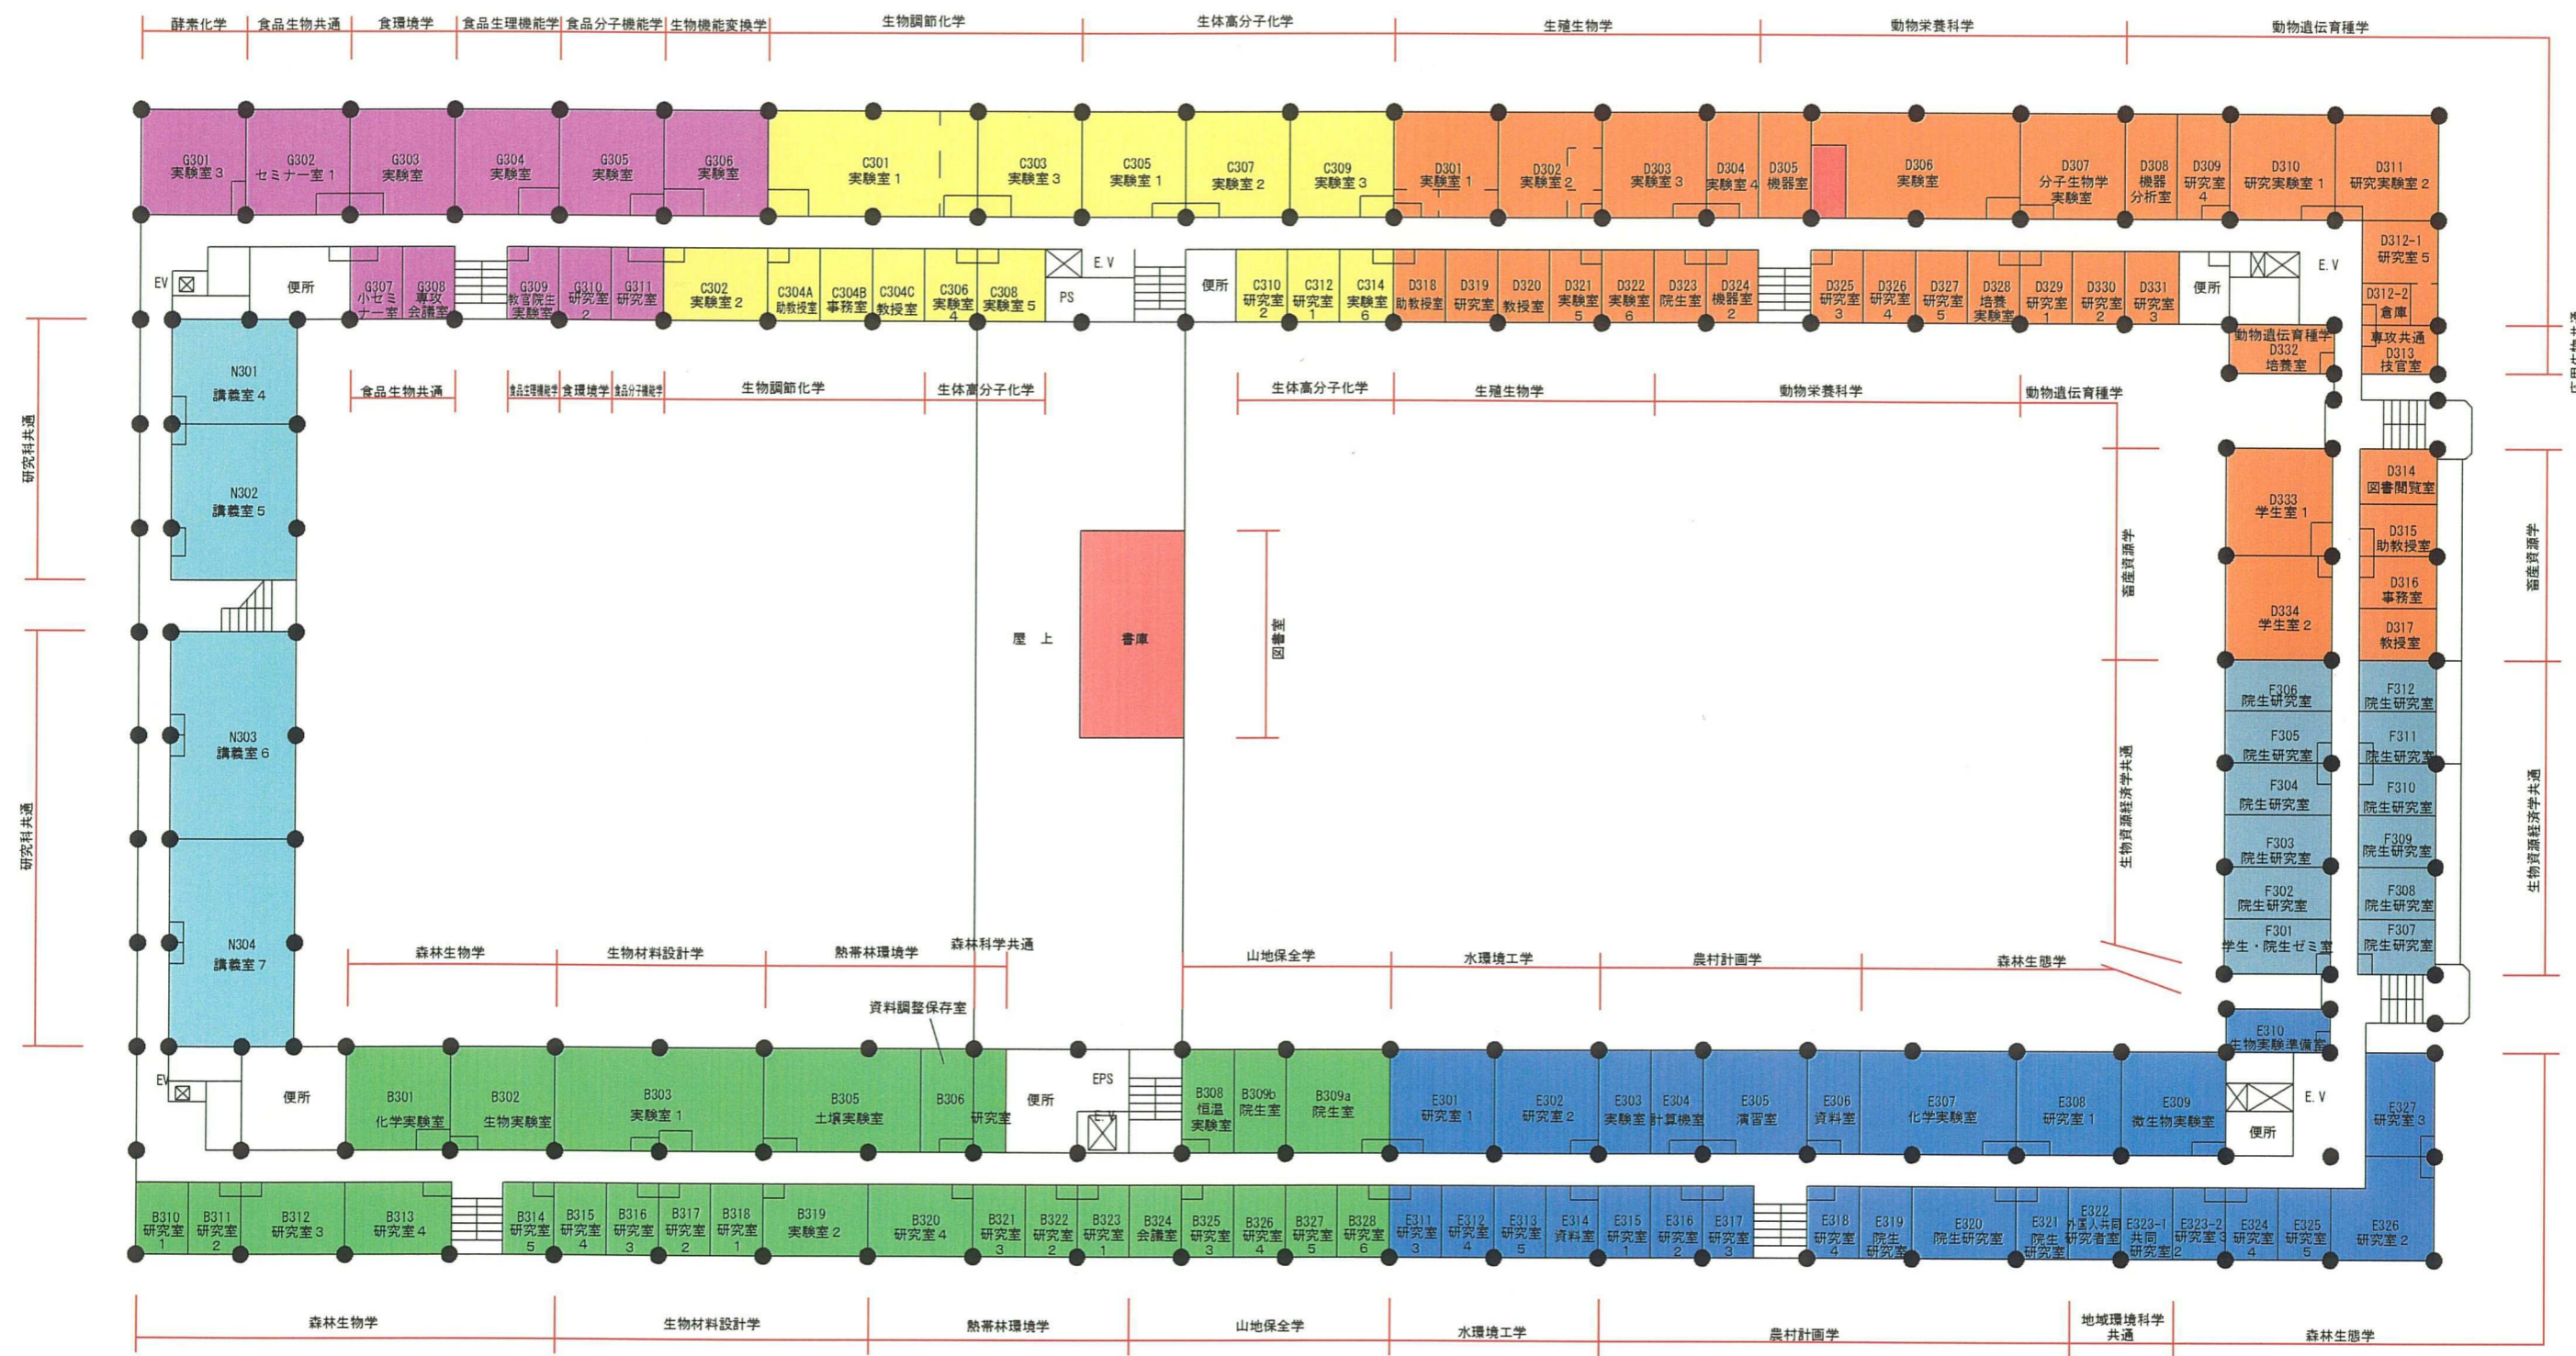 酵素化学 食品生物共通 食環境学 食品生理機能学 食品分子機能学 生物機能変換学 生物調節化学 生体高分子化学 生殖生物学 動物栄養科学 動物遺伝育種学
G301
実験室3
G302
セミナー室1
G303
実験室
G304
実験室
G305
実験室
G306
実験室
C301
実験室1
C303
実験室3
C305
実験室1
C307
実験室2
C309
実験室3
D301
実験室1
D302
実験室2
D303
実験室3
D304
実験室4
D305
機器室
D306
実験室
D307
分子生物学
実験室
D308
機器
分析室
D309
研究室
4
D310
研究実験室1
D311
研究実験室2
EV
便所
G307
小セミ
ナー室
G308
専攻
会議室
G309
教官院生
実験室
G310
研究室
2
G311
研究室
C302
実験室2
C304A
助教授室
C304B
事務室
C304C
教授室
C306
実験室
4
C308
実験室5
E.V
PS
便所
C310
研究室
2
C312
研究室
1
C314
実験室
6
D318
助教授室
D319
研究室
D320
教授室
D321
実験室
5
D322
実験室
6
D323
院生室
D324
機器室
2
D325
研究室
3
D326
研究室
4
D327
研究室
5
D328
培養
実験室
D329
研究室
1
D330
研究室
2
D331
研究室
3
便所
E.V
D312-1
研究室5
D312-2
倉庫
動物遺伝育種学
D332
培養室
専攻共通
D313
技官室
食品生物共通 食品生理機能学 食環境学 食品分子機能学 生物調節化学 生体高分子化学 生体高分子化学 生殖生物学 動物栄養科学 動物遺伝育種学
研究科共通
N301
講義室4
N302
講義室5
研究科共通
N303
講義室6
N304
講義室7
屋 上
書庫
図書室
畜産資源学
D333
学生室1
D334
学生室2
D314
図書閲覧室
D315
助教授室
D316
事務室
D317
教授室
畜産資源学
生物資源経済学共通
F306
院生研究室
F305
院生研究室
F304
院生研究室
F303
院生研究室
F302
院生研究室
F301
学生・院生ゼミ室
F312
院生研究室
F311
院生研究室
F310
院生研究室
F309
院生研究室
F308
院生研究室
F307
院生研究室
生物資源経済学共通
森林生物学 生物材料設計学 熱帯林環境学 森林科学共通 山地保全学 水環境工学 農村計画学 森林生態学
資料調整保存室
E310
生物実験準備室
EV
便所
B301
化学実験室
B302
生物実験室
B303
実験室1
B305
土壌実験室
B306
研究室
便所
EPS
E.V
B308
恒温
実験室
B309b
院生室
B309a
院生室
E301
研究室1
E302
研究室2
E303
実験室
E304
計算機室
E305
演習室
E306
資料室
E307
化学実験室
E308
研究室1
E309
微生物実験室
E.V
便所
E327
研究室3
B310
研究室
1
B311
研究室
2
B312
研究室3
B313
研究室4
B314
研究室
5
B315
研究室
4
B316
研究室
3
B317
研究室
2
B318
研究室
1
B319
実験室2
B320
研究室4
B321
研究室
3
B322
研究室
2
B323
研究室
1
B324
会議室
B325
研究室
3
B326
研究室
4
B327
研究室
5
B328
研究室
6
E311
研究室
3
E312
研究室
4
E313
研究室
5
E314
資料室
E315
研究室
1
E316
研究室
2
E317
研究室
3
E318
研究室
4
E319
院生
研究室
E320
院生研究室
E321
院生
研究室
E322
外国人共同
研究者室
E323-1
共同
研究室2
E323-2
研究室3
E324
研究室
4
E325
研究室
5
E326
研究室2
森林生物学 生物材料設計学 熱帯林環境学 山地保全学 水環境工学 農村計画学 地域環境科学
共通 森林生態学